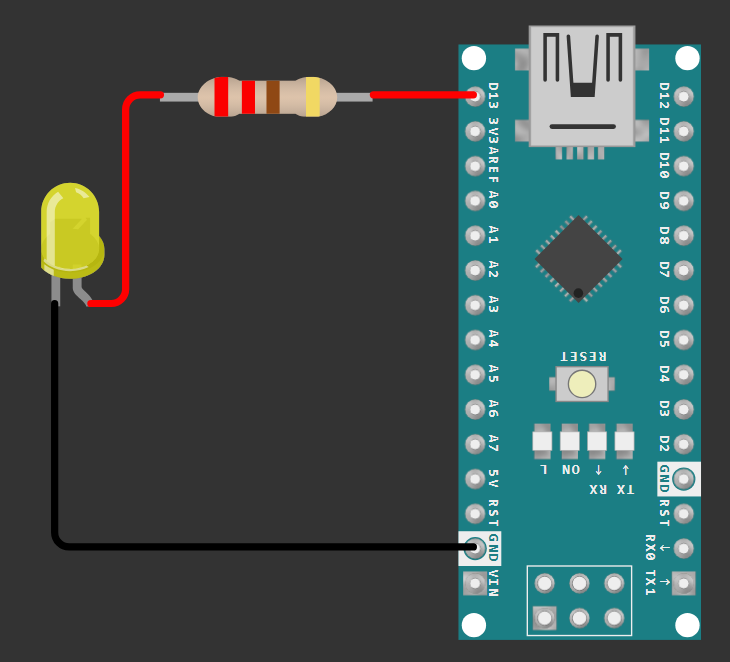 D13
3V3
AREF
A0
A1
A2
A3
A4
A5
A6
A7
5V
RST
GND
VIN
D12
D11
D10
D9
D8
D7
D6
D5
D4
D3
D2
GND
RST
RX0 ←
TX1 →
RESET
L ON ↓ ↑
RX TX